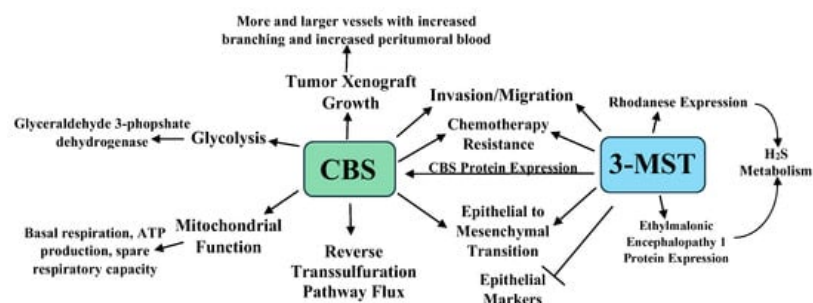 More and larger vessels with increased
branching and increased peritumoral blood
Tumor Xenograft
Growth
Invasion/Migration
Rhodanese Expression
Glyceraldehyde 3-phopshate
dehydrogenase
Glycolysis
Chemotherapy
Resistance
CBS
CBS Protein Expression
3-MST
H₂S
Metabolism
Basal respiration, ATP
production, spare
respiratory capacity
Mitochondrial
Function
Reverse
Transsulfuration
Pathway Flux
Epithelial to
Mesenchymal
Transition
Epithelial
Markers
Ethylmalonic
Encephalopathy 1
Protein Expression